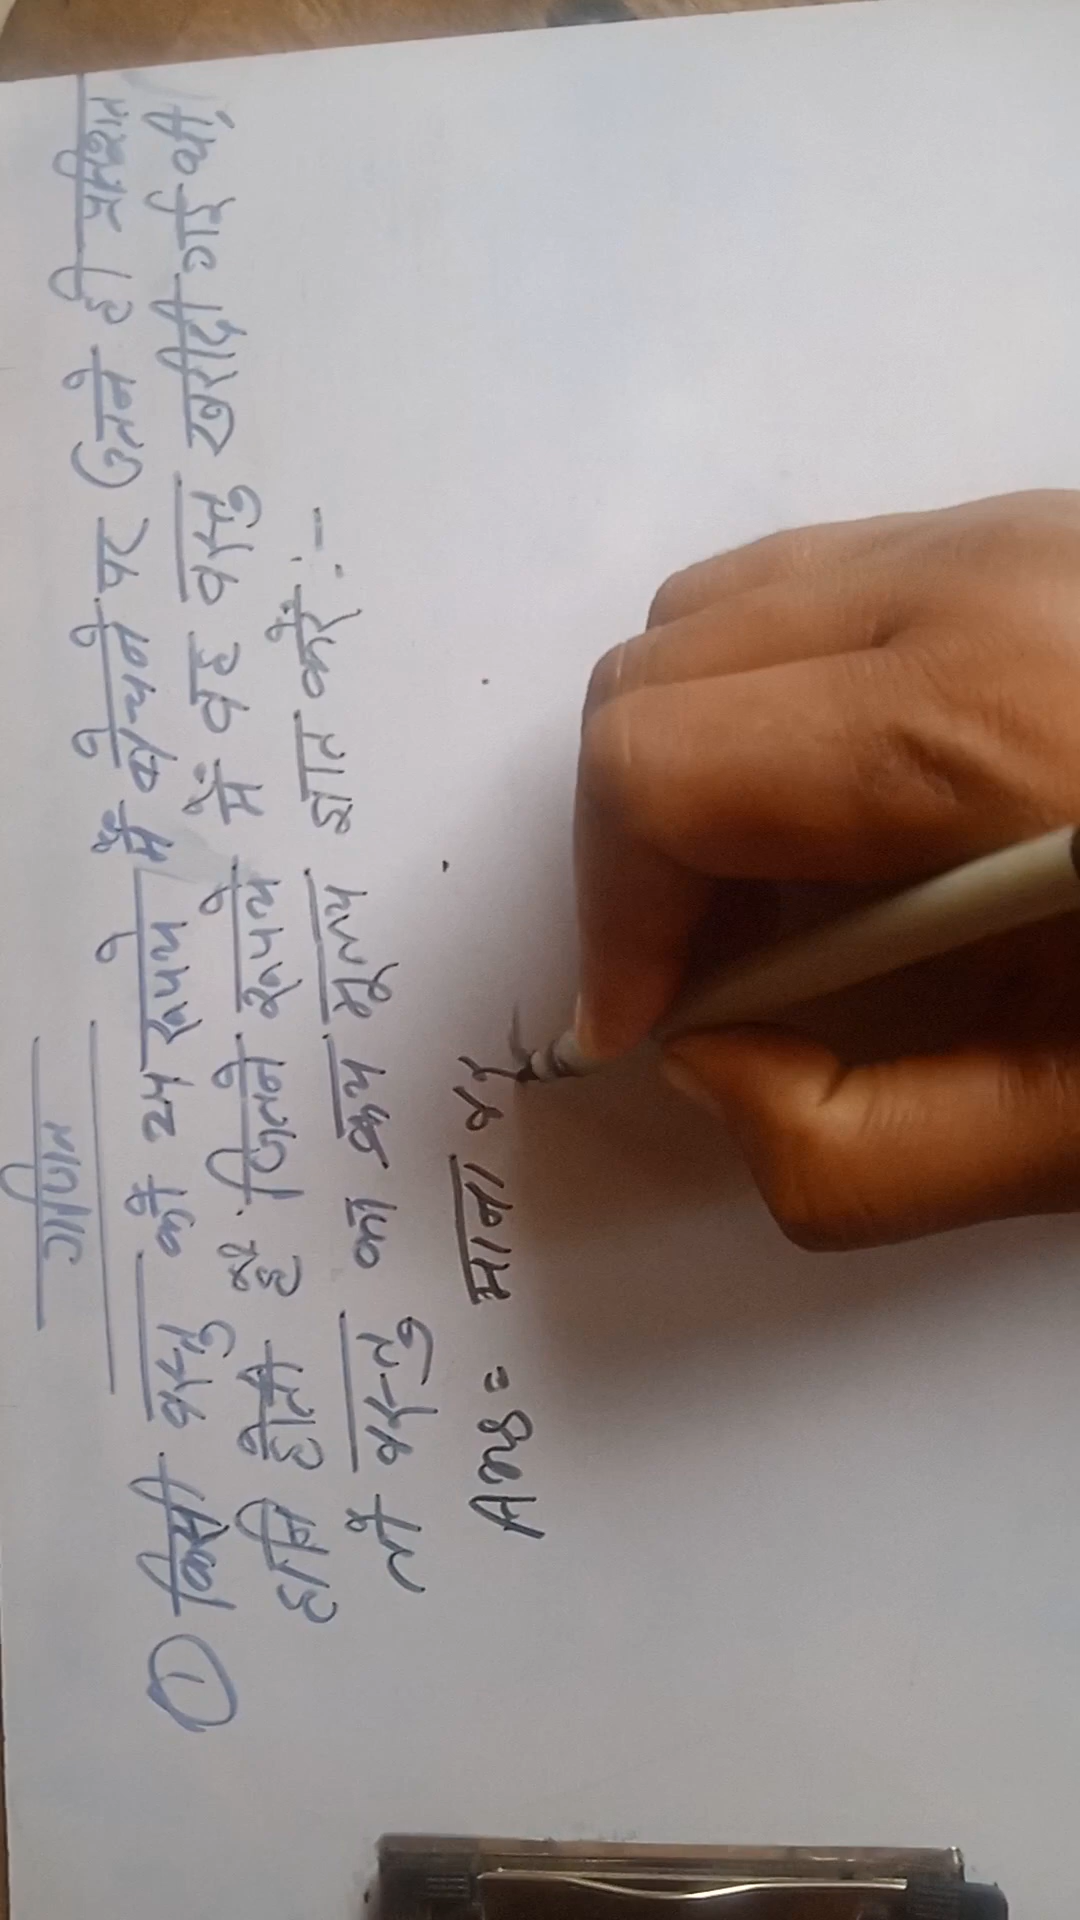 गणित
① किसी वस्तु को 24 रूपये में बेचने पर उतने ही प्रतिशत
हानि होती है जितने रूपये में वह वस्तु खरीदी गई थी,
तो वस्तु का क्रय मूल्य ज्ञात करें :-
Ans= माना